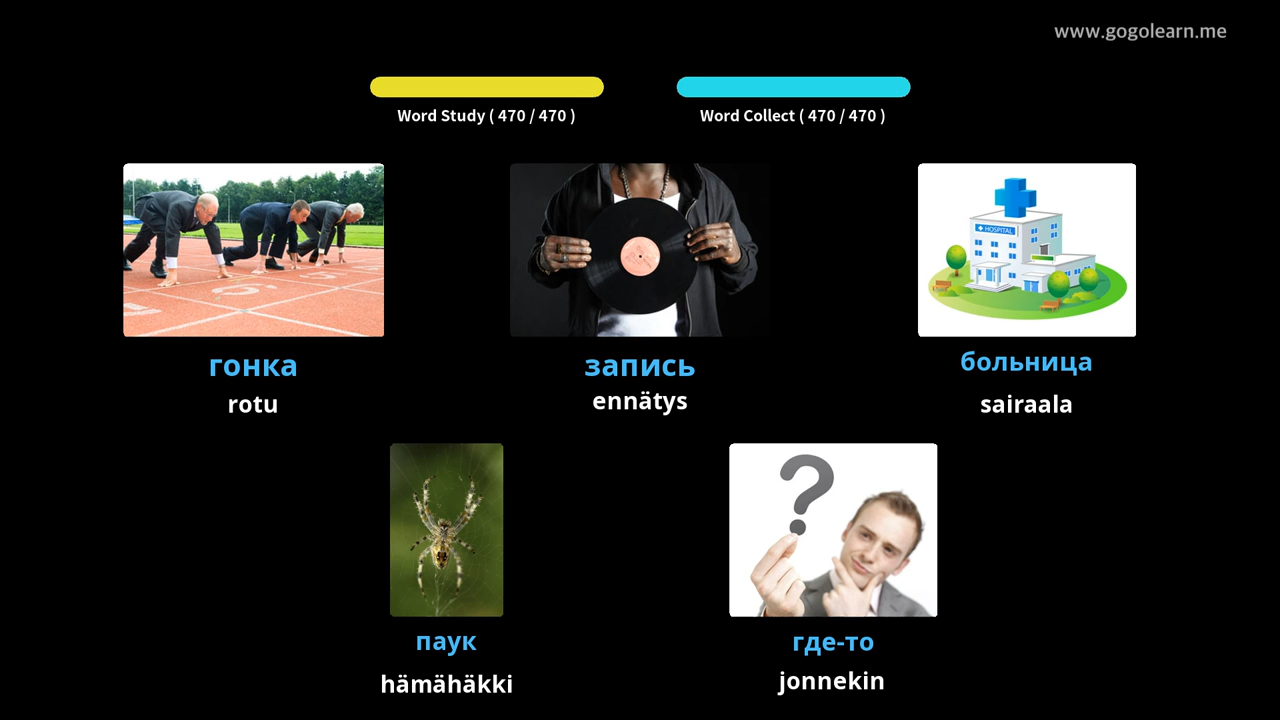 www.gogolearn.me
Word Study ( 470 / 470 )
Word Collect ( 470 / 470 )
HOSPITAL
гонка
запись
больница
rotu
ennätys
sairaala
?
паук
где-то
hämähäkki
jonnekin